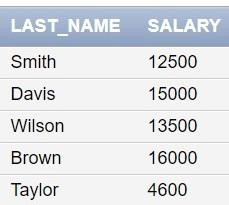 LAST_NAME SALARY
Smith 12500
Davis 15000
Wilson 13500
Brown 16000
Taylor 4600